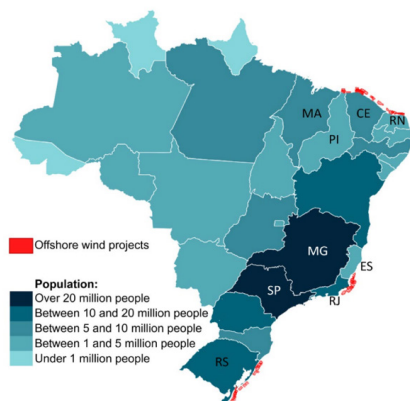 MA
CE
RN
PI
MG
ES
SP
RJ
RS
Offshore wind projects
Population:
Over 20 million people
Between 10 and 20 million people
Between 5 and 10 million people
Between 1 and 5 million people
Under 1 million people